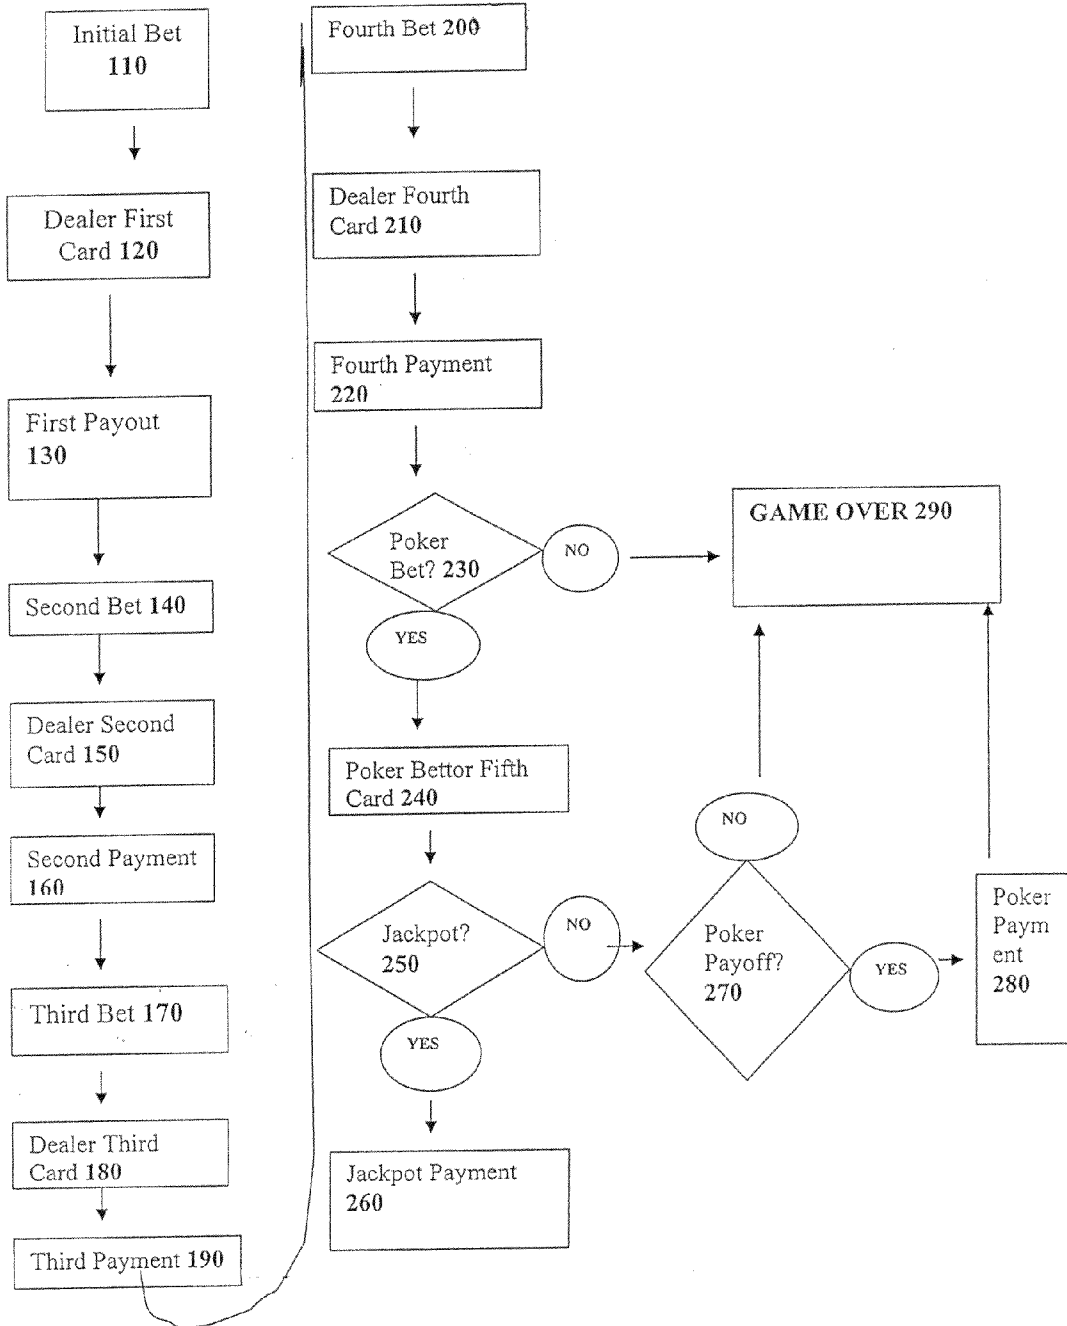 Initial Bet
110
Dealer First
Card 120
First Payout
130
Second Bet 140
Dealer Second
Card 150
Second Payment
160
Third Bet 170
Dealer Third
Card 180
Third Payment 190
Fourth Bet 200
Dealer Fourth
Card 210
Fourth Payment
220
Poker
Bet? 230
NO
YES
GAME OVER 290
Poker Bettor Fifth
Card 240
Jackpot?
250
NO
YES
Jackpot Payment
260
Poker
Payoff?
270
NO
YES
Poker
Paym
ent
280